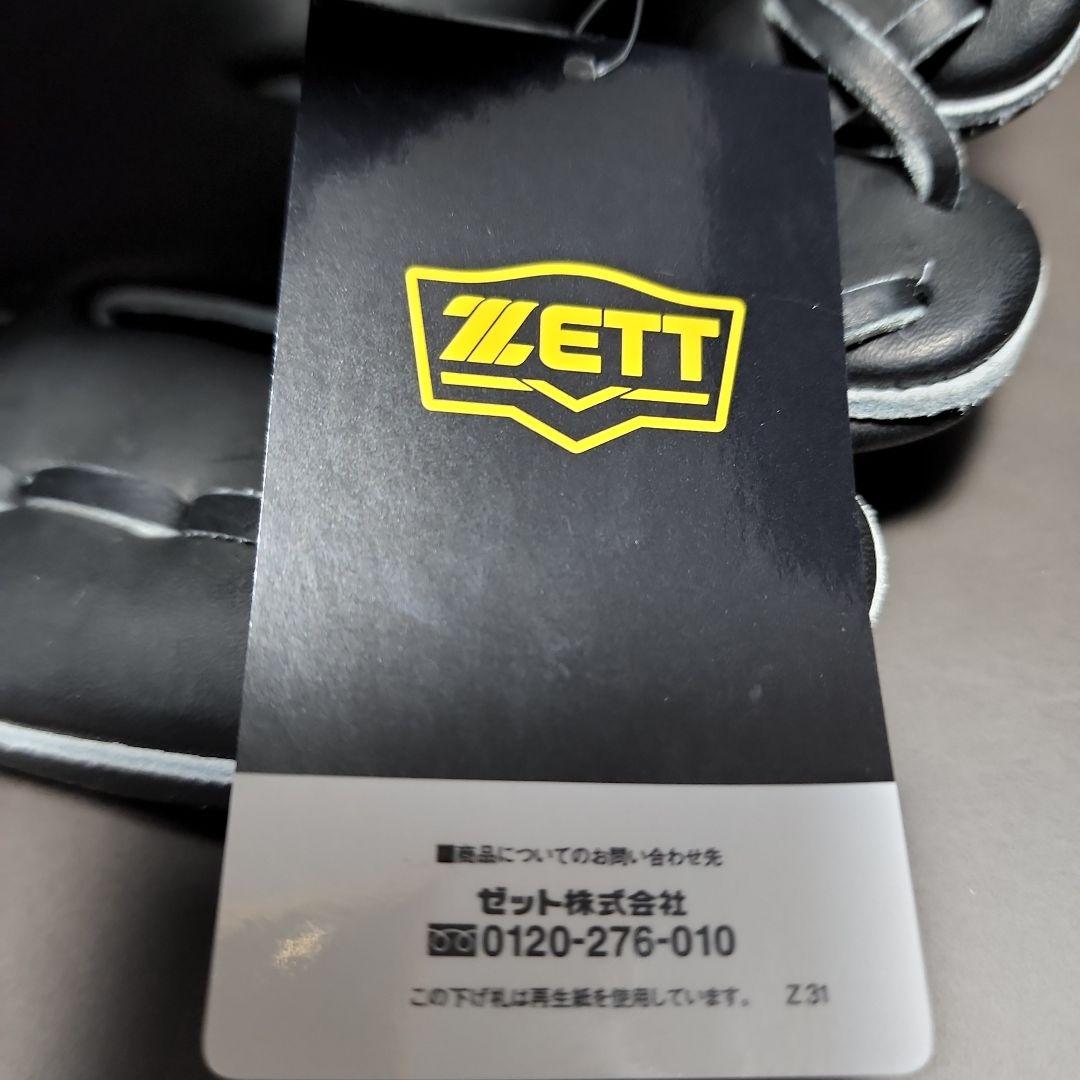 ZETT
■商品についてのお問い合わせ先
ゼット株式会社
0120-276-010
この下げ札は再生紙を使用しています。 Z31